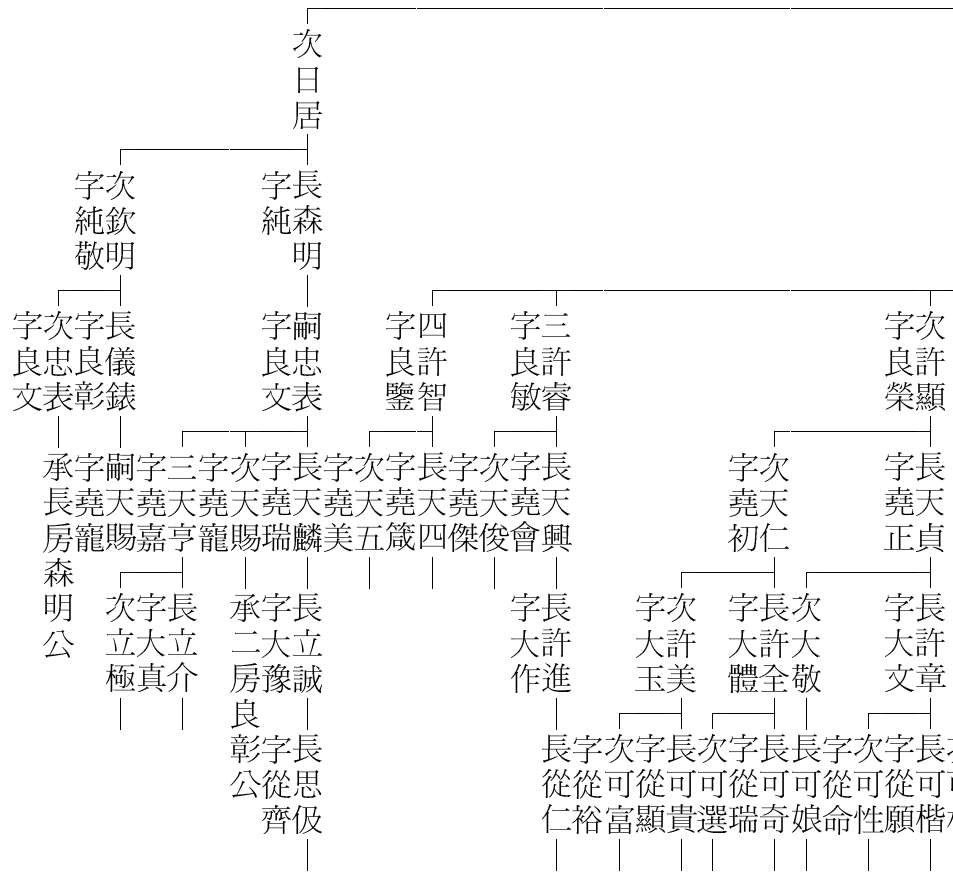 次日居
長森明
字純
次欽明
字純敬
次許顯
字良榮
三許睿
字良敏
四許智
字良鑒
嗣忠表
字良文
長儀錶
字良彰
次忠表
字良文
長天貞
字堯正
次天仁
字堯初
長天興
字堯會
次天俊
字堯傑
長天四
字堯箴
次天五
字堯美
長天麟
字堯瑞
次天賜
字堯寵
三天亨
字堯嘉
嗣天賜
字堯寵
承長房森明公
長許章
字大文
次大敬
長許全
字大體
次許美
字大玉
長許進
字大作
長立誠
字大豫
承二房良彰公
長立介
字大真
次立極
長可楷
字從願
次可性
字從命
長可娘
長可奇
字從瑞
次可選
長可貴
字從顯
次可富
字從裕
長從仁
長思伋
字從齊